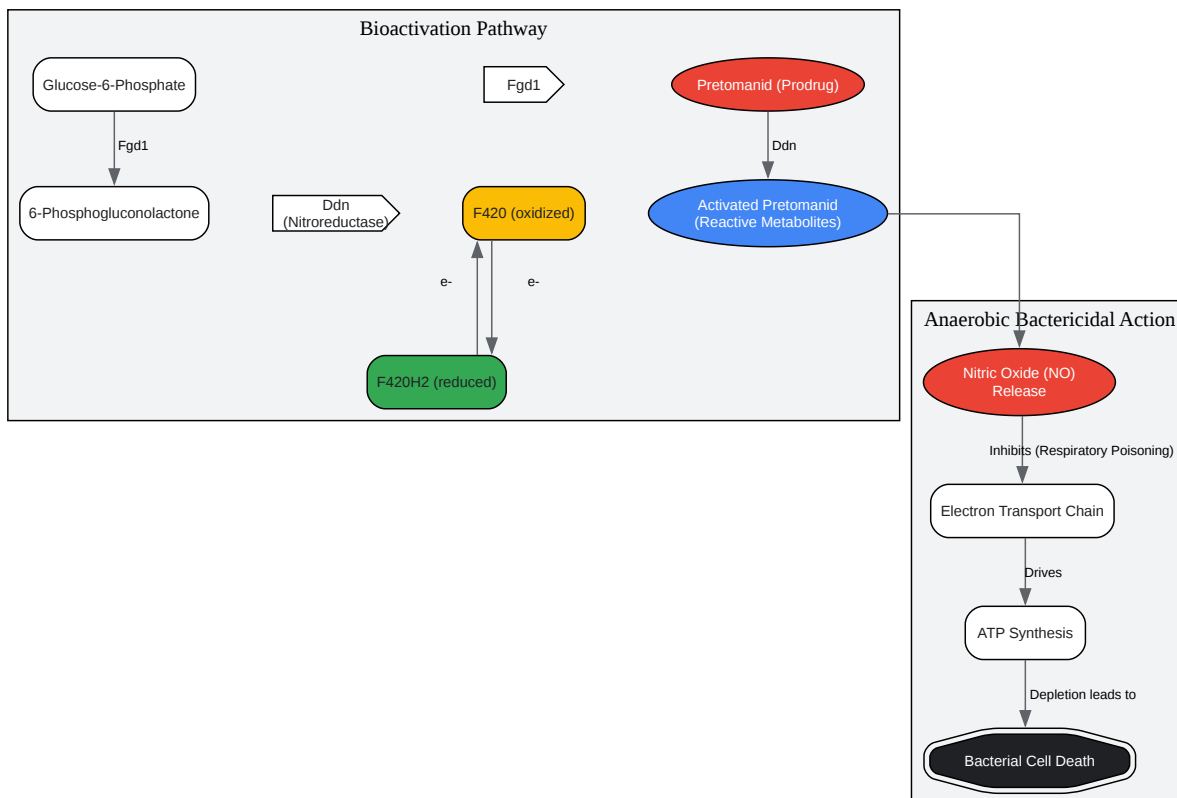 Bioactivation Pathway
Glucose-6-Phosphate
Fgd1
Pretomanid (Prodrug)
Fgd1
Ddn
6-Phosphogluconolactone
Ddn
(Nitroreductase)
F420 (oxidized)
Activated Pretomanid
(Reactive Metabolites)
e-
e-
F420H2 (reduced)
Anaerobic Bactericidal Action
Nitric Oxide (NO)
Release
Inhibits (Respiratory Poisoning)
Electron Transport Chain
Drives
ATP Synthesis
Depletion leads to
Bacterial Cell Death